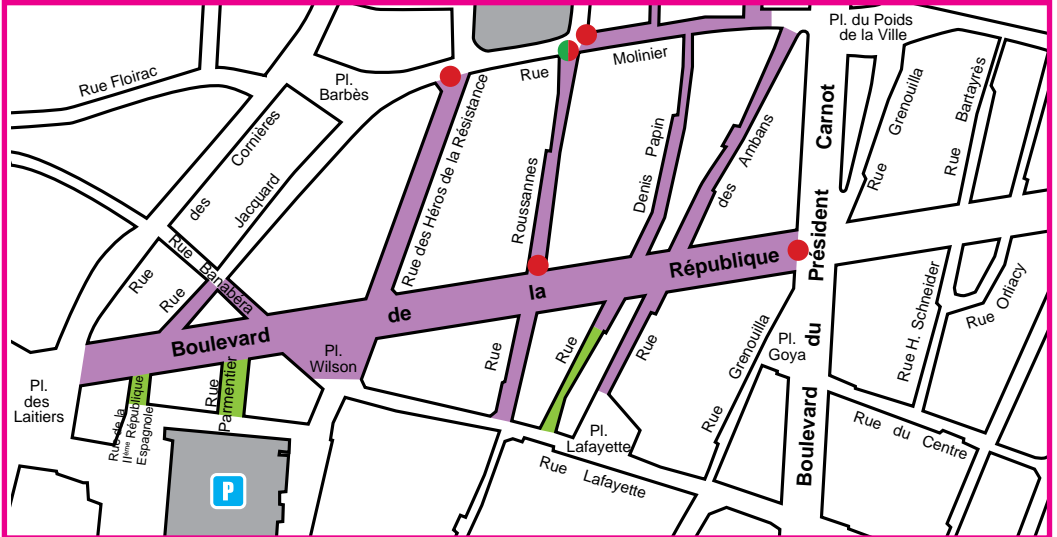 Pl. du Poids
de la Ville
Rue Floirac
Pl.
Barbès
Rue Molinier
Rue des Cornières
Rue Jacquard
Rue Banabéra
Rue des Héros de la Résistance
Rue Roussannes
Rue Denis Papin
Rue des Ambans
Rue Grenouilla
Rue Bartayrès
Boulevard de la République
Boulevard du Président Carnot
Pl.
Wilson
Pl.
des
Laitiers
Rue de la
IIème République
Espagnole
Rue
Parmentier
P
Pl.
Lafayette
Rue Lafayette
Rue Grenouilla
Pl.
Goya
Rue H. Schneider
Rue Orliacy
Rue du Centre